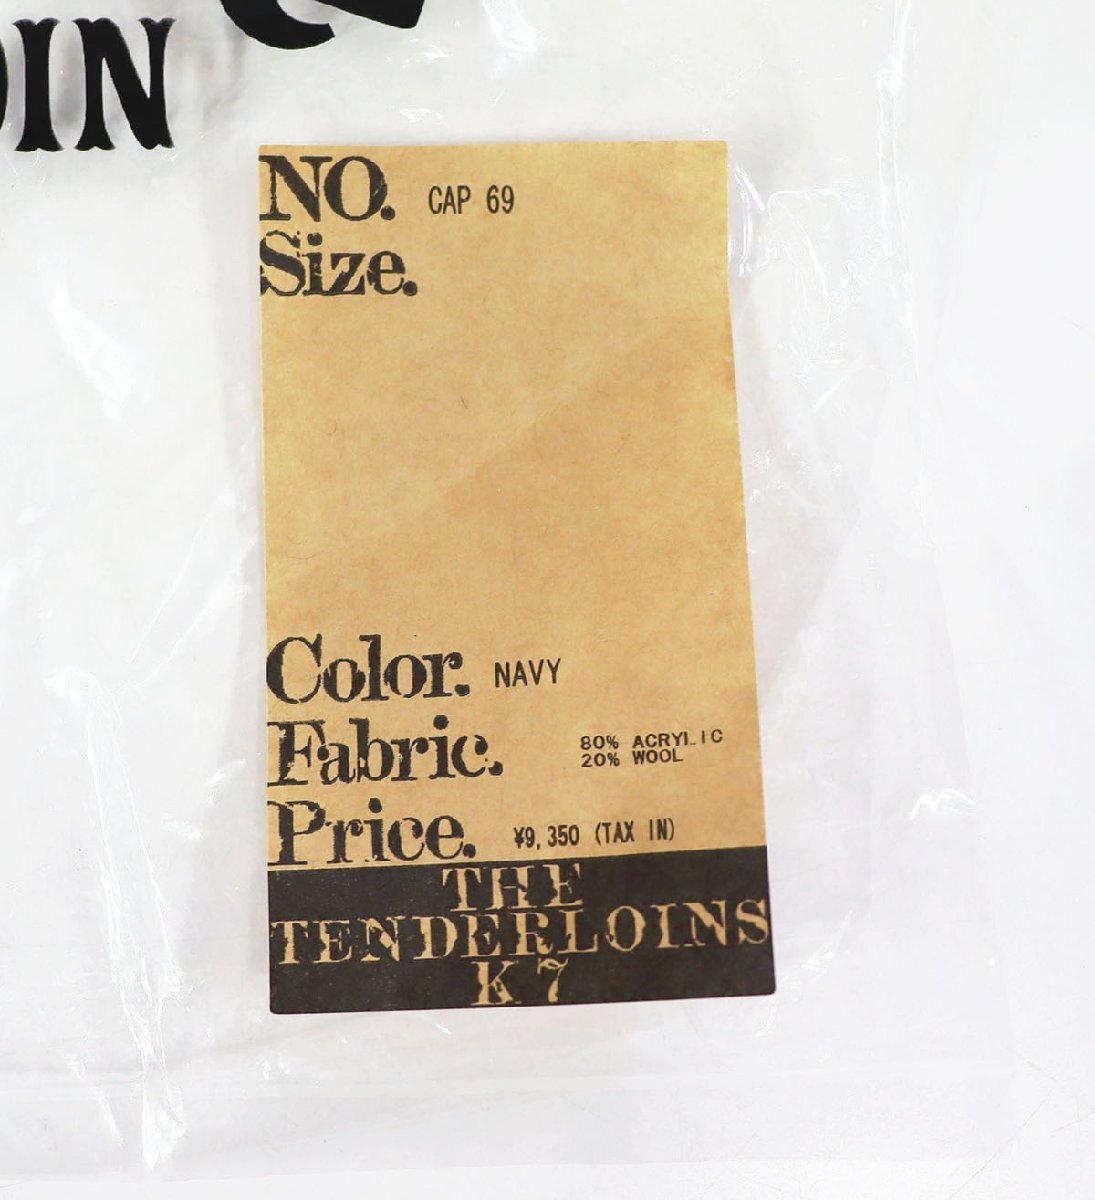 OIN
NO. CAP 69
Size.
Color. NAVY
Fabric. 80% ACRYLIC
20% WOOL
Price. ¥9,350 (TAX IN)
THE
TENDERLOINS
K7